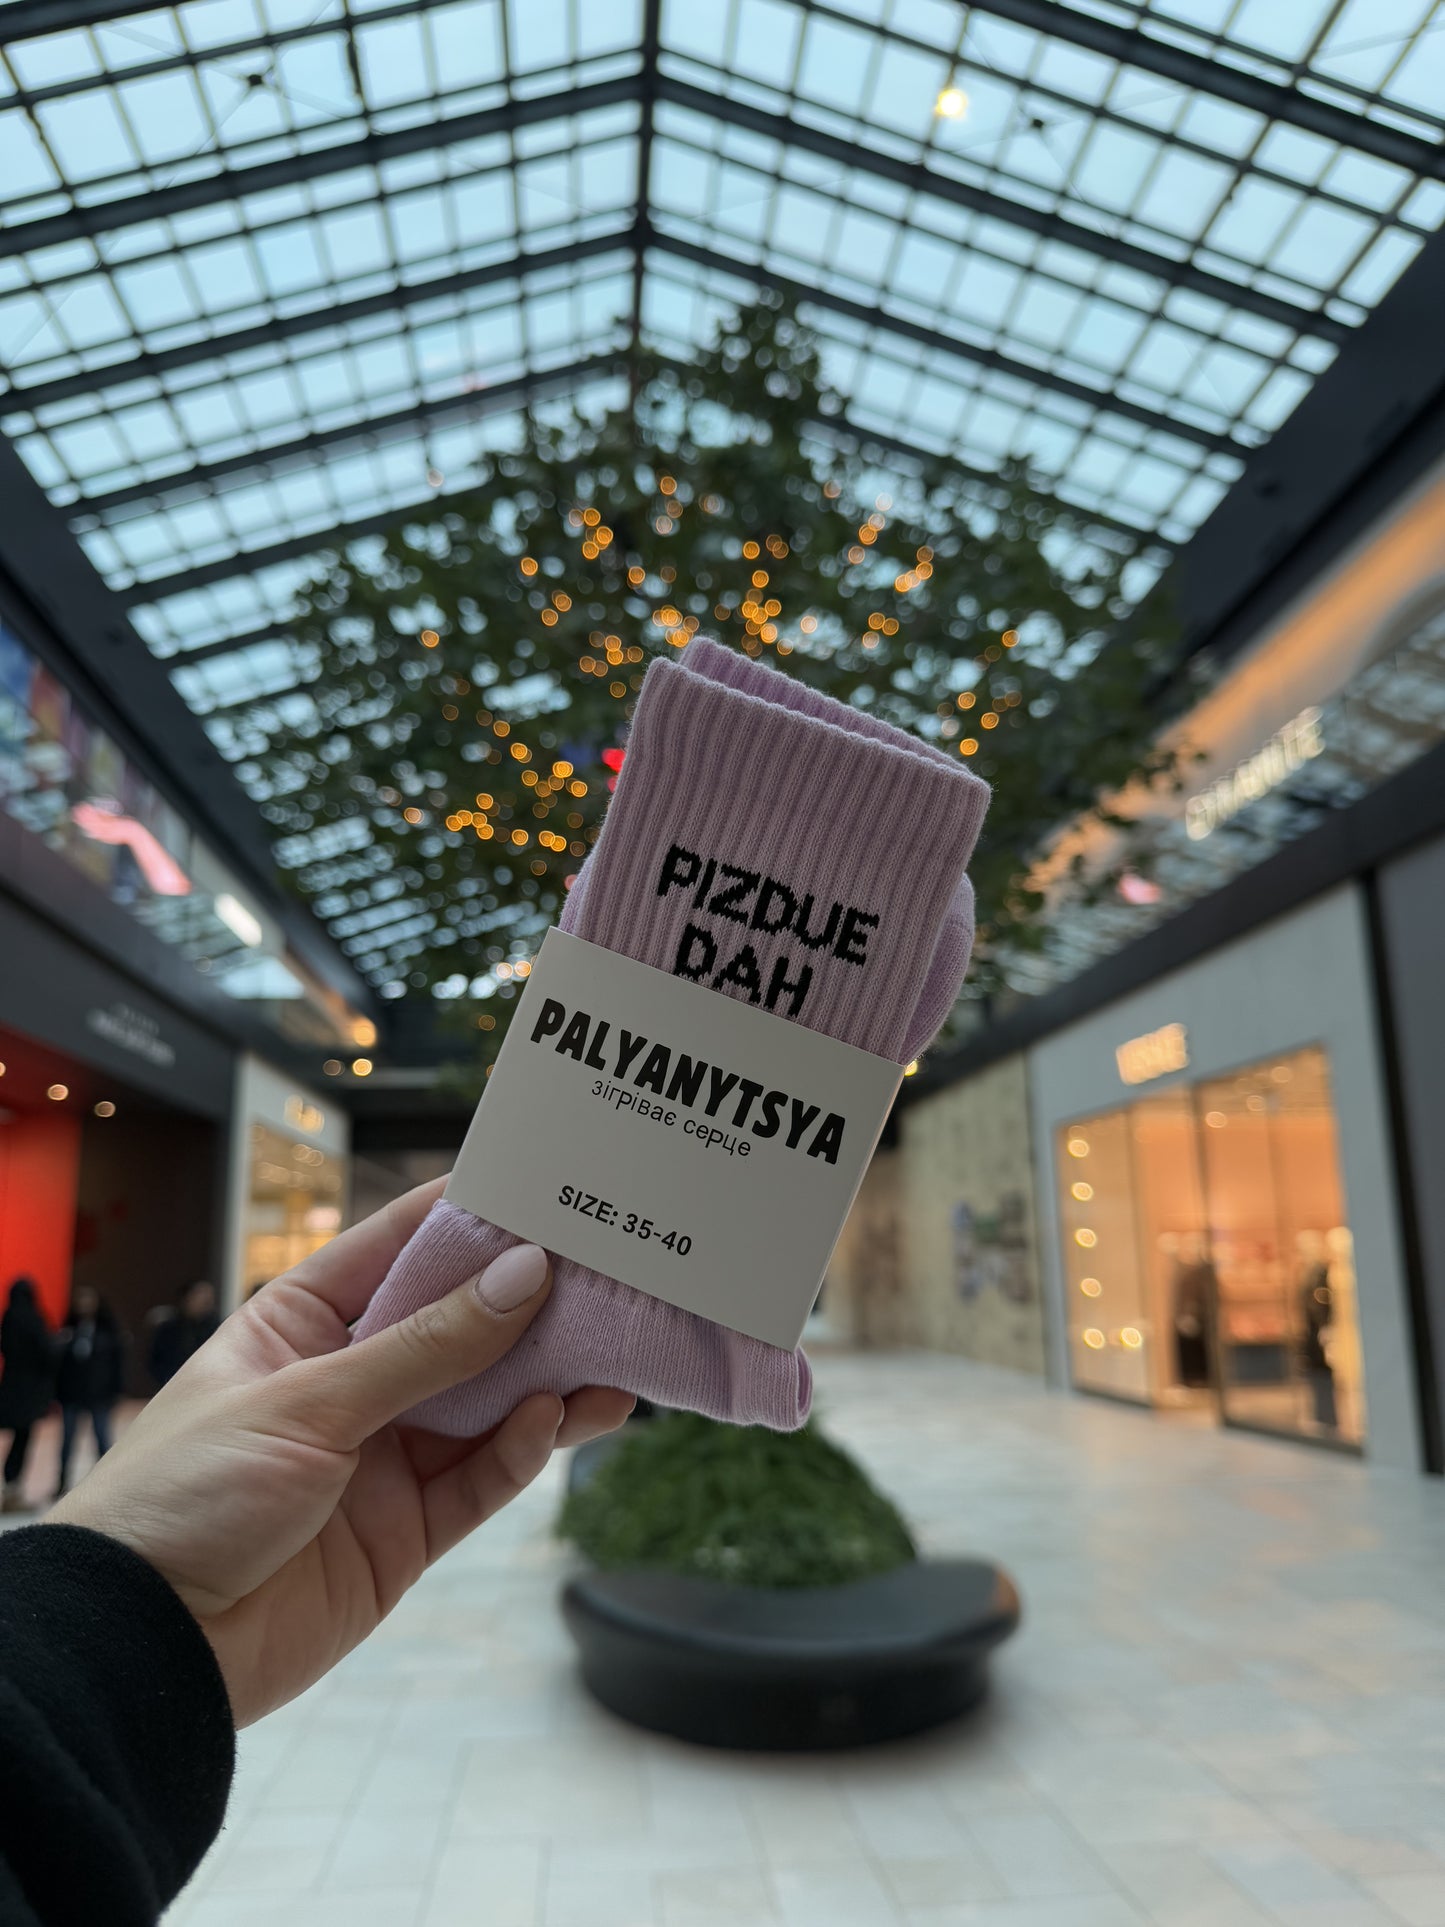 PIZDUE
DAH
PALYANYTSYA
зігріває серце
SIZE: 35-40